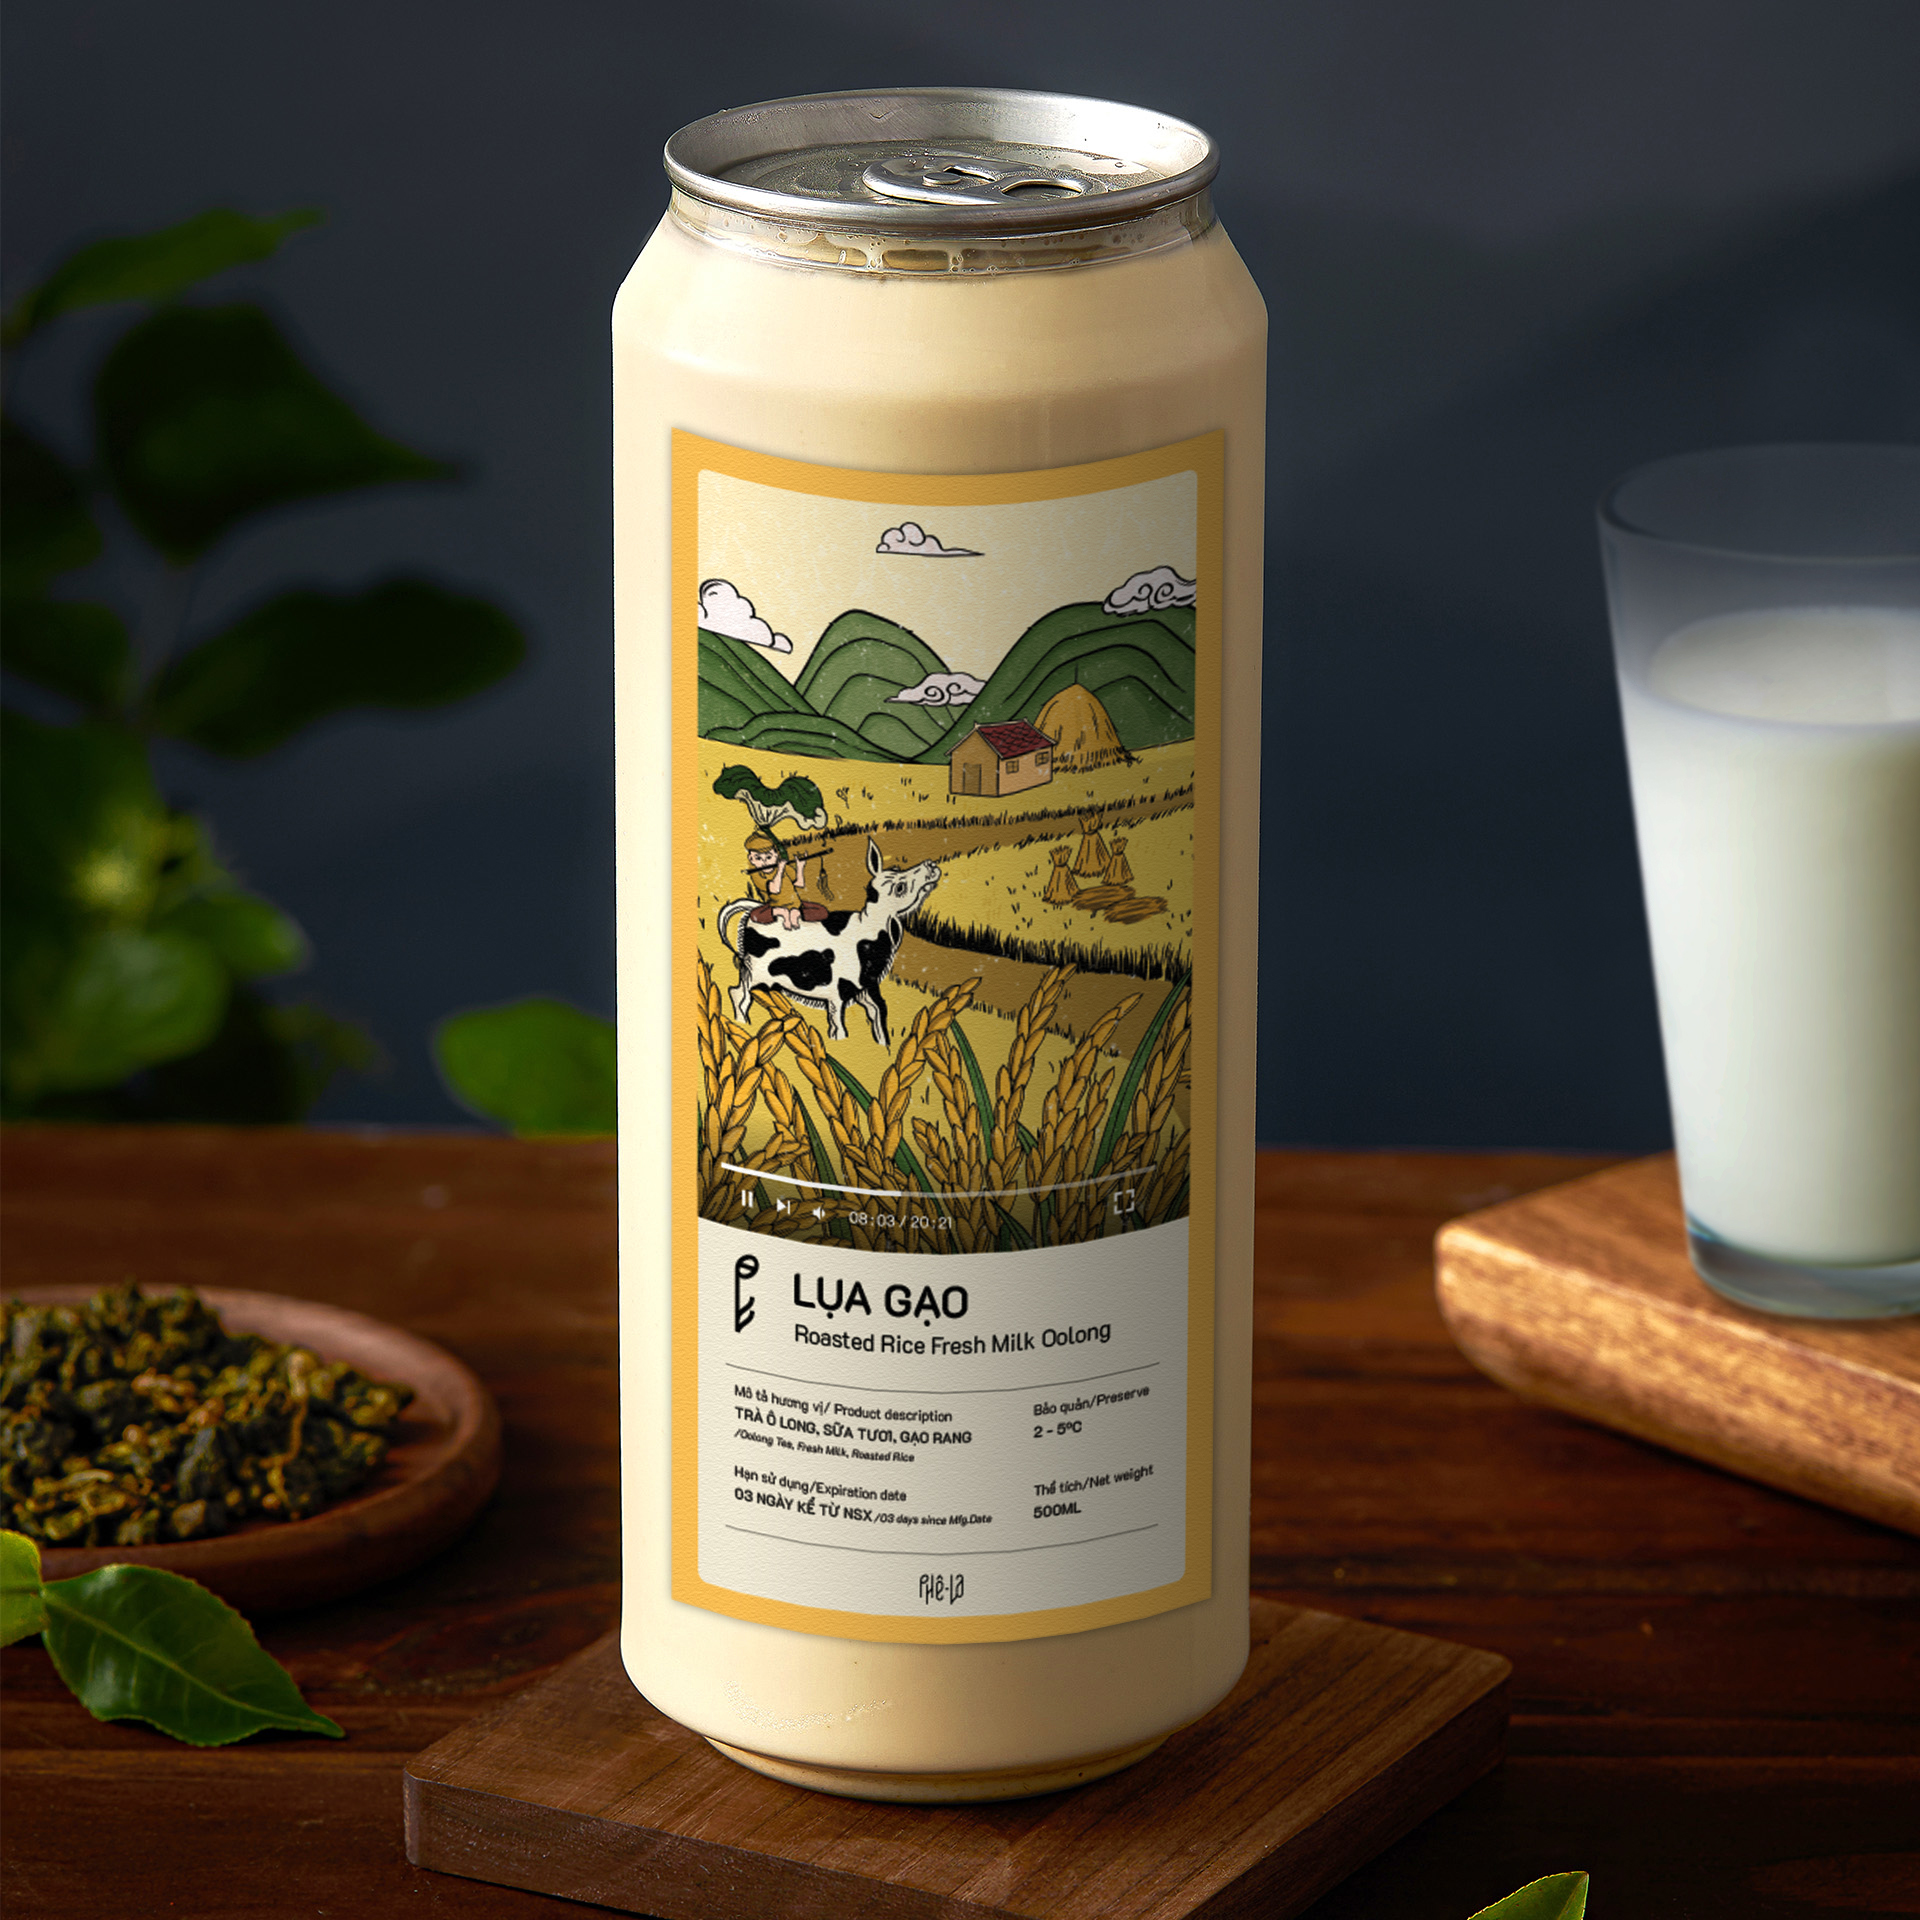 08:03 / 20:21
LỤA GẠO
Roasted Rice Fresh Milk Oolong
Mô tả hương vị/ Product description
TRÀ Ô LONG, SỮA TƯƠI, GẠO RANG
/Oolong Tea, Fresh Milk, Roasted Rice
Bảo quản/Preserve
2 - 5ºC
Hạn sử dụng/Expiration date
03 NGÀY KỂ TỪ NSX /03 days since Mfg.Date
Thể tích/Net weight
500ML
PHÊ-LA